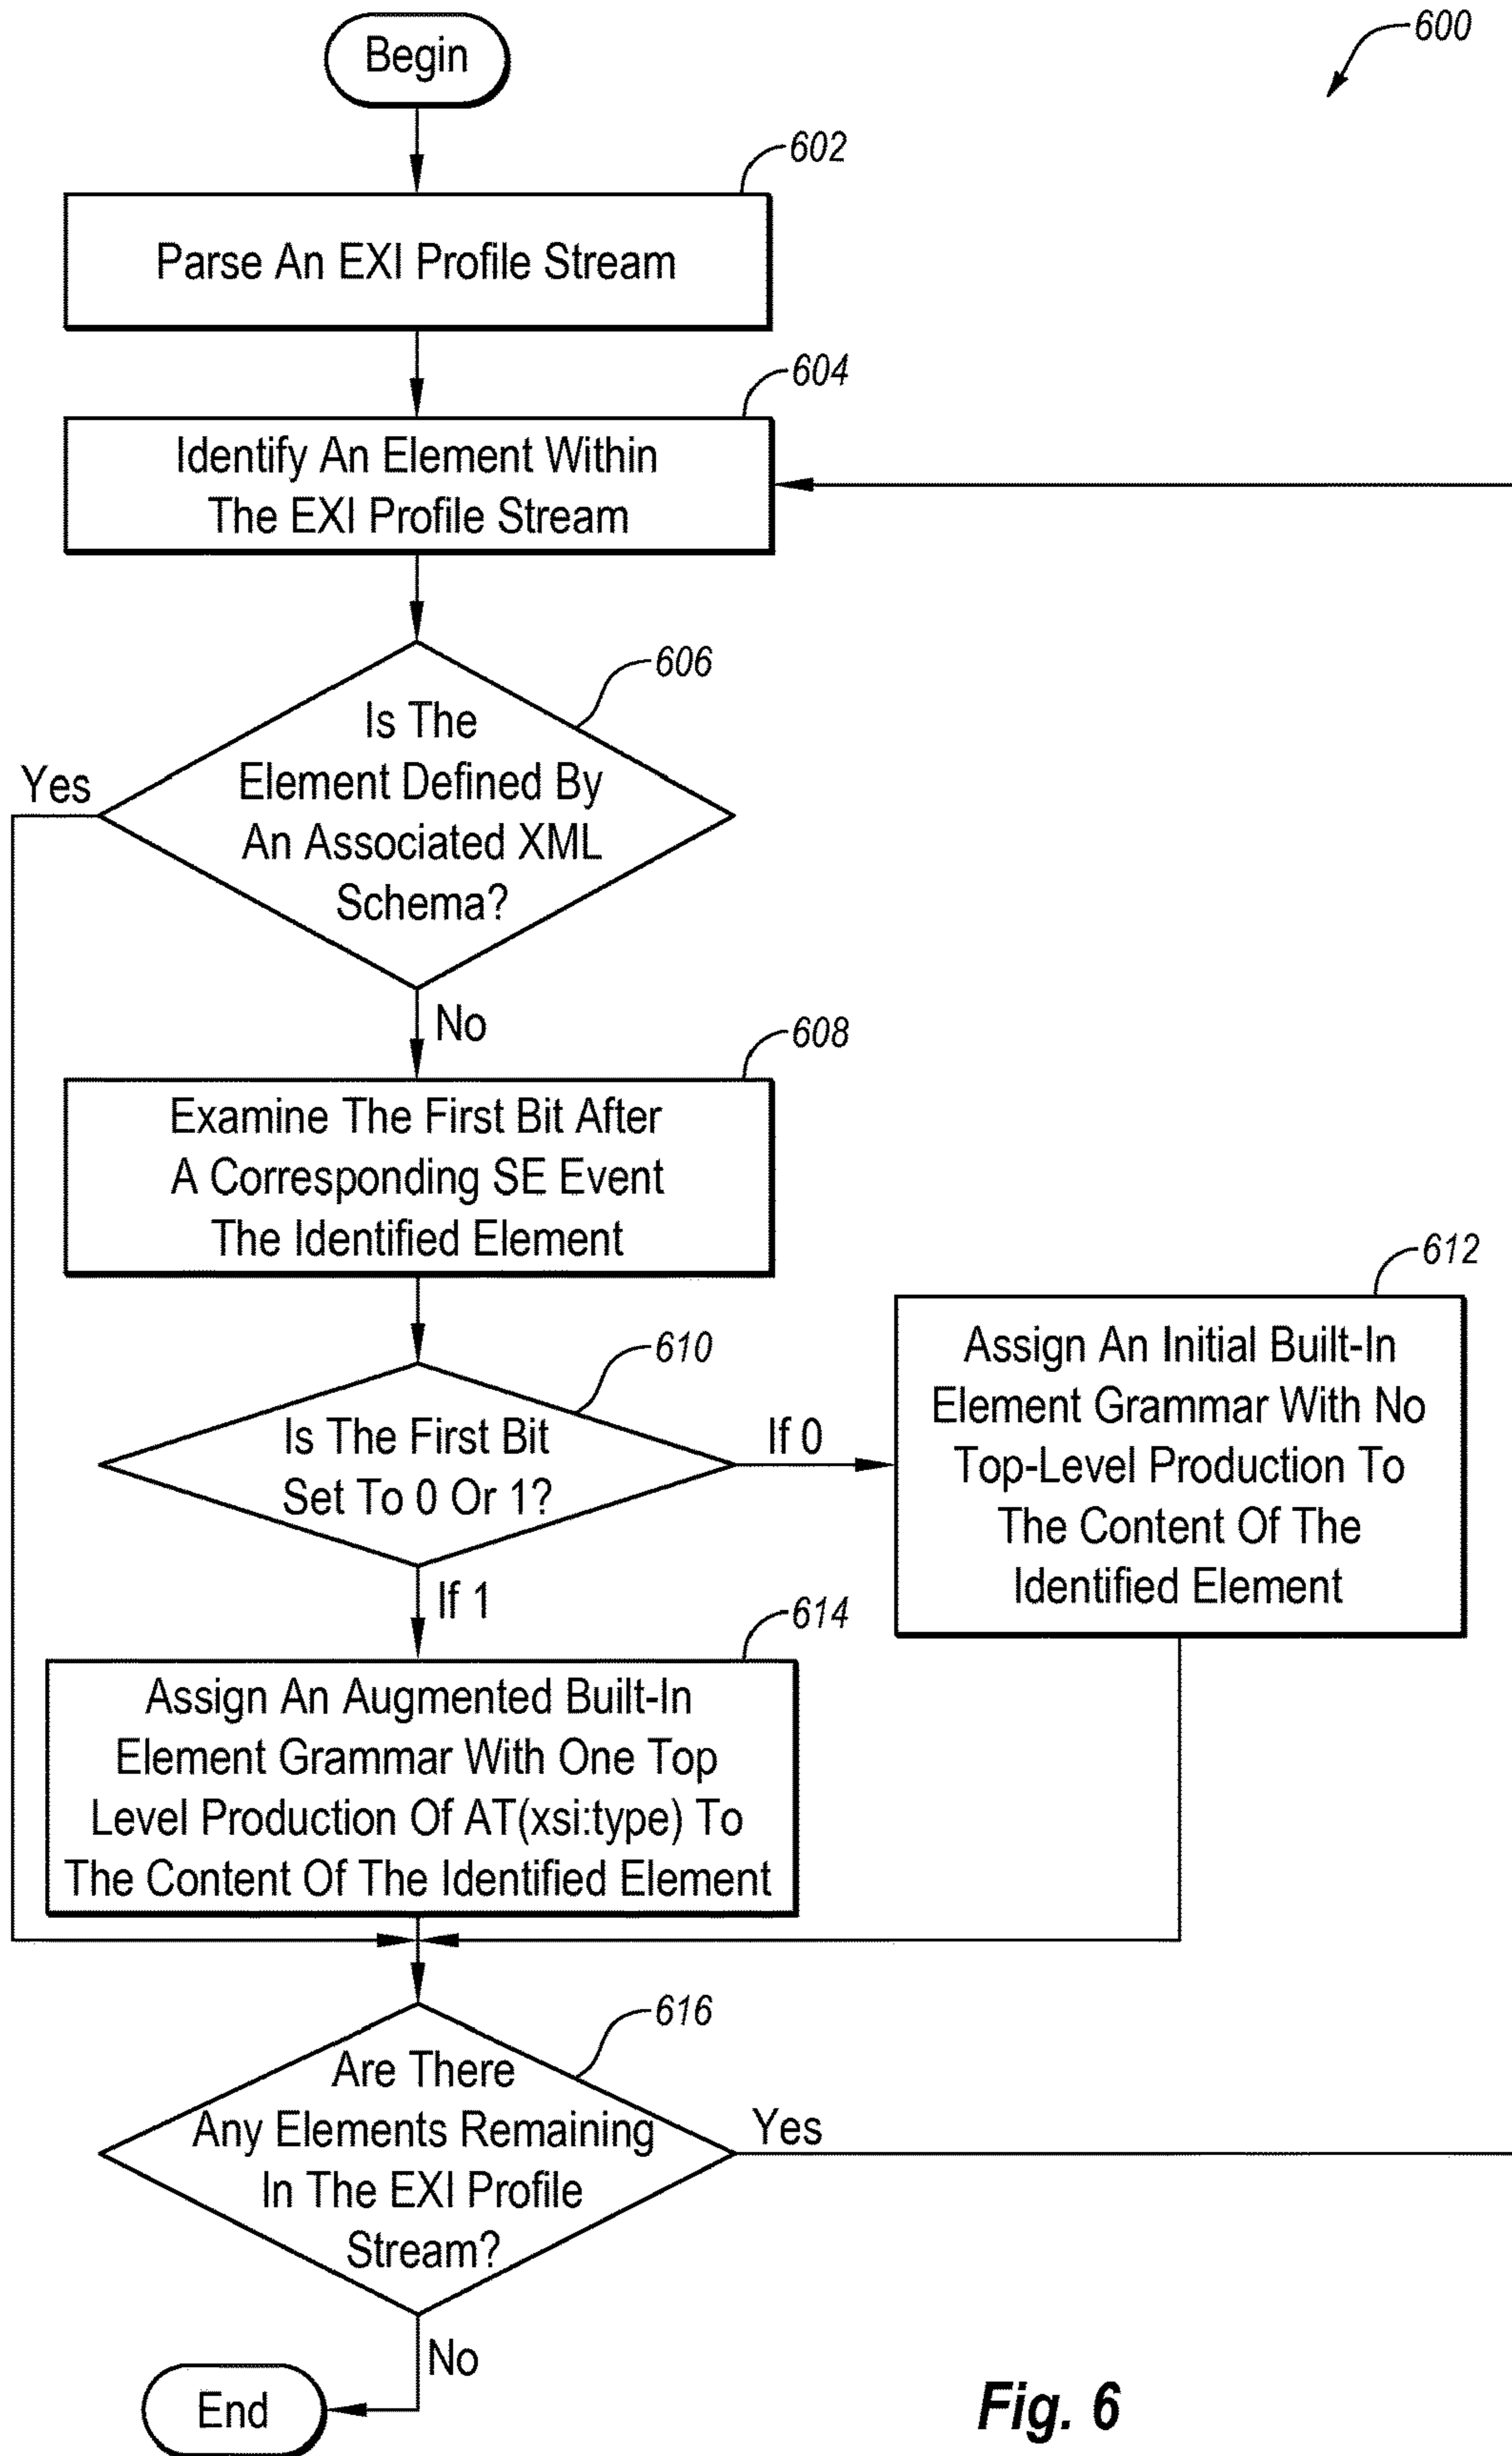 600
Begin
602
Parse An EXI Profile Stream
604
Identify An Element Within
The EXI Profile Stream
606
Is The
Element Defined By
An Associated XML
Schema?
Yes
No
608
Examine The First Bit After
A Corresponding SE Event
The Identified Element
610
Is The First Bit
Set To 0 Or 1?
If 0
612
Assign An Initial Built-In
Element Grammar With No
Top-Level Production To
The Content Of The
Identified Element
If 1
614
Assign An Augmented Built-In
Element Grammar With One Top
Level Production Of AT(xsi:type) To
The Content Of The Identified Element
616
Are There
Any Elements Remaining
In The EXI Profile
Stream?
Yes
No
End
Fig. 6